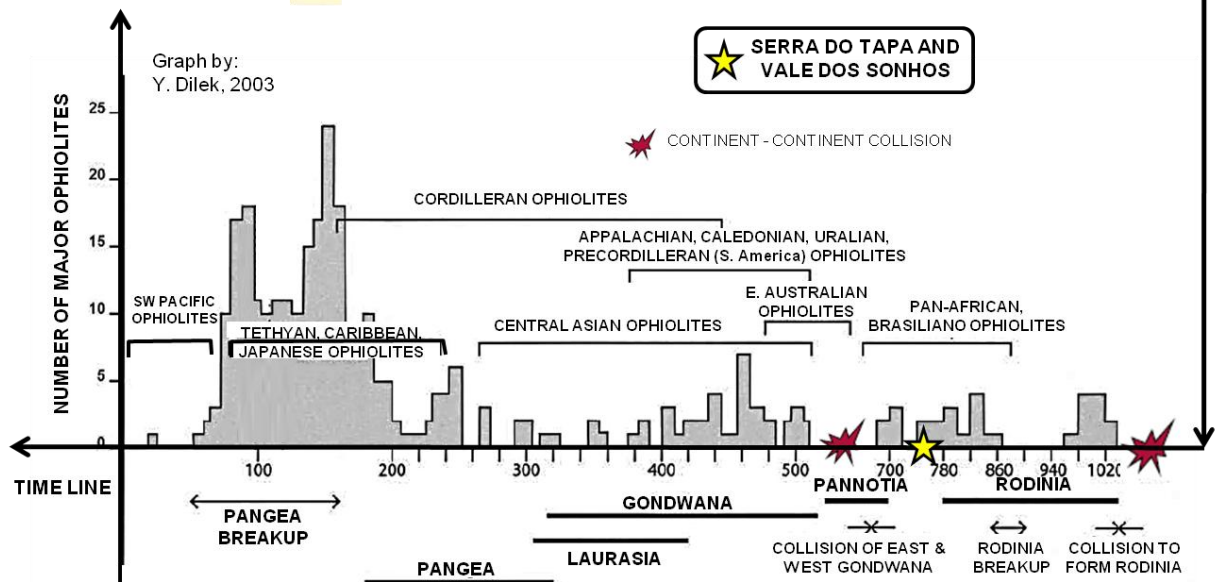 Graph by:
Y. Dilek, 2003
SERRA DO TAPA AND
VALE DOS SONHOS
CONTINENT - CONTINENT COLLISION
NUMBER OF MAJOR OPHIOLITES
25
20
15
10
5
0
CORDILLERAN OPHIOLITES
APPALACHIAN, CALEDONIAN, URALIAN,
PRECORDILLERAN (S. America) OPHIOLITES
SW PACIFIC
OPHIOLITES
TETHYAN, CARIBBEAN,
JAPANESE OPHIOLITES
CENTRAL ASIAN OPHIOLITES
E. AUSTRALIAN
OPHIOLITES
PAN-AFRICAN,
BRASILIANO OPHIOLITES
TIME LINE
100 200 300 400 500 700 780 860 940 1020
PANGEA
BREAKUP
GONDWANA
LAURASIA
PANGEA
PANNOTIA
RODINIA
COLLISION OF EAST &
WEST GONDWANA
RODINIA
BREAKUP
COLLISION TO
FORM RODINIA